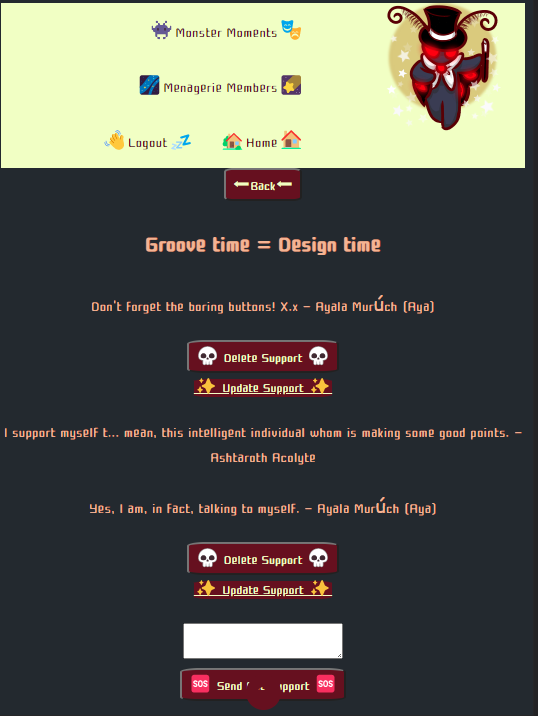 Monster Moments
Menagerie Members
Logout Home
Back
Groove time = Design time
Don't forget the boring buttons! X.x - Ayala Murúch (Aya)
Delete Support
Update Support
I support myself t... mean, this intelligent individual whom is making some good points. -
Ashtaroth Acolyte
Yes, I am, in fact, talking to myself. - Ayala Murúch (Aya)
Delete Support
Update Support
SOS Send SOS